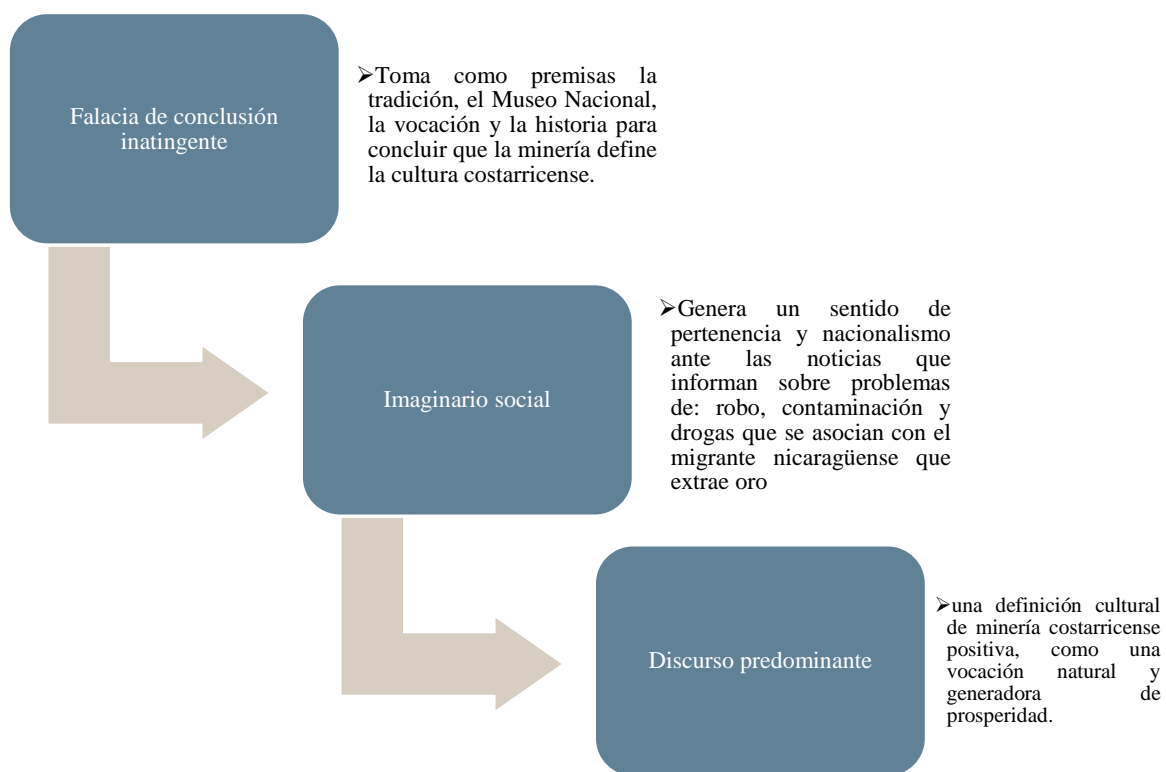 Falacia de conclusión
inatingente
➢Toma como premisas la
tradición, el Museo Nacional,
la vocación y la historia para
concluir que la minería define
la cultura costarricense.
Imaginario social
➢Genera un sentido de
pertenencia y nacionalismo
ante las noticias que
informan sobre problemas
de: robo, contaminación y
drogas que se asocian con el
migrante nicaragüense que
extrae oro
Discurso predominante
➢una definición cultural
de minería costarricense
positiva, como una
vocación natural y
generadora de
prosperidad.